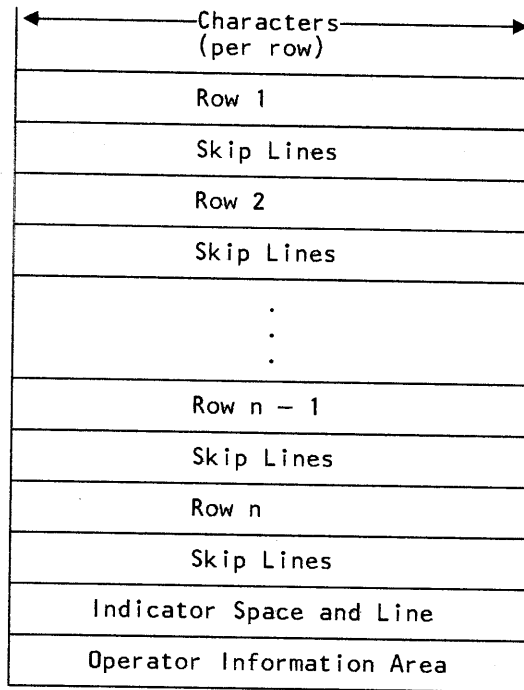 Characters
(per row)
Row 1
Skip Lines
Row 2
Skip Lines
.
.
.
Row n – 1
Skip Lines
Row n
Skip Lines
Indicator Space and Line
Operator Information Area